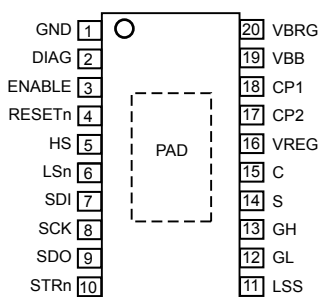 GND 1 20 VBRG
DIAG 2 19 VBB
ENABLE 3 18 CP1
RESETn 4 17 CP2
HS 5 PAD 16 VREG
LSn 6 15 C
SDI 7 14 S
SCK 8 13 GH
SDO 9 12 GL
STRn 10 11 LSS